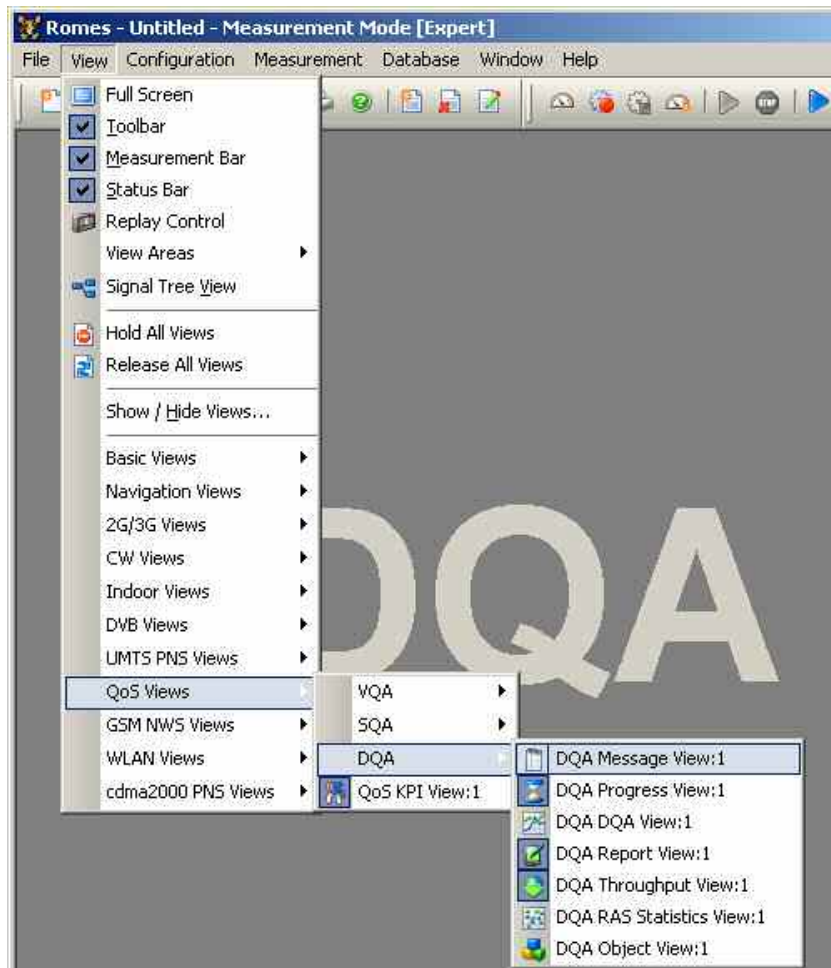 Romes - Untitled - Measurement Mode [Expert]
File View Configuration Measurement Database Window Help
Full Screen
Toolbar
Measurement Bar
Status Bar
Replay Control
View Areas
Signal Tree View
Hold All Views
Release All Views
Show / Hide Views...
Basic Views
Navigation Views
2G/3G Views
CW Views
Indoor Views
DVB Views
UMTS PNS Views
QoS Views
GSM NWS Views
WLAN Views
cdma2000 PNS Views
VQA
SQA
DQA
QoS KPI View:1
DQA Message View:1
DQA Progress View:1
DQA DQA View:1
DQA Report View:1
DQA Throughput View:1
DQA RAS Statistics View:1
DQA Object View:1
DQA